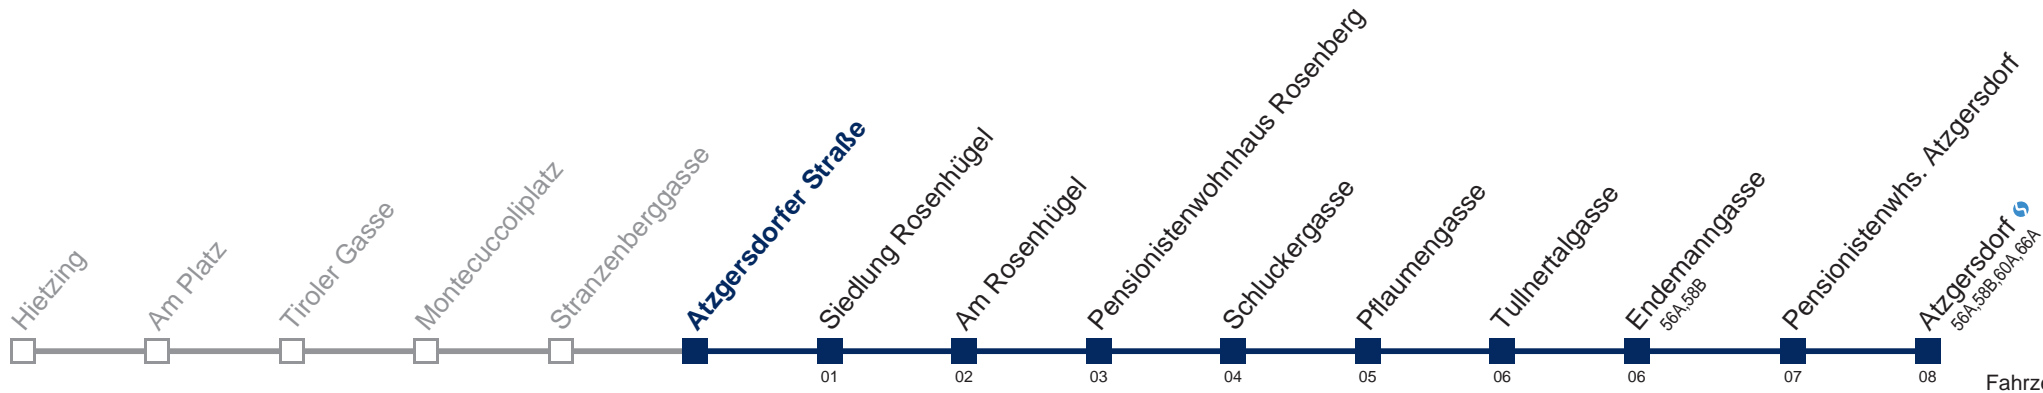 Hietzing
Am Platz
Tiroler Gasse
Montecuccoliplatz
Stranzenberggasse
Atzgersdorfer Straße
Siedlung Rosenhügel
Am Rosenhügel
Pensionistenwohnhaus Rosenberg
Schluckergasse
Pflaumengasse
Tullnertalgasse
Endemanngasse
56A,58B
Pensionistenwhs. Atzgersdorf
Atzgersdorf
56A,58B,60A,66A
01
02
03
04
05
06
06
07
08